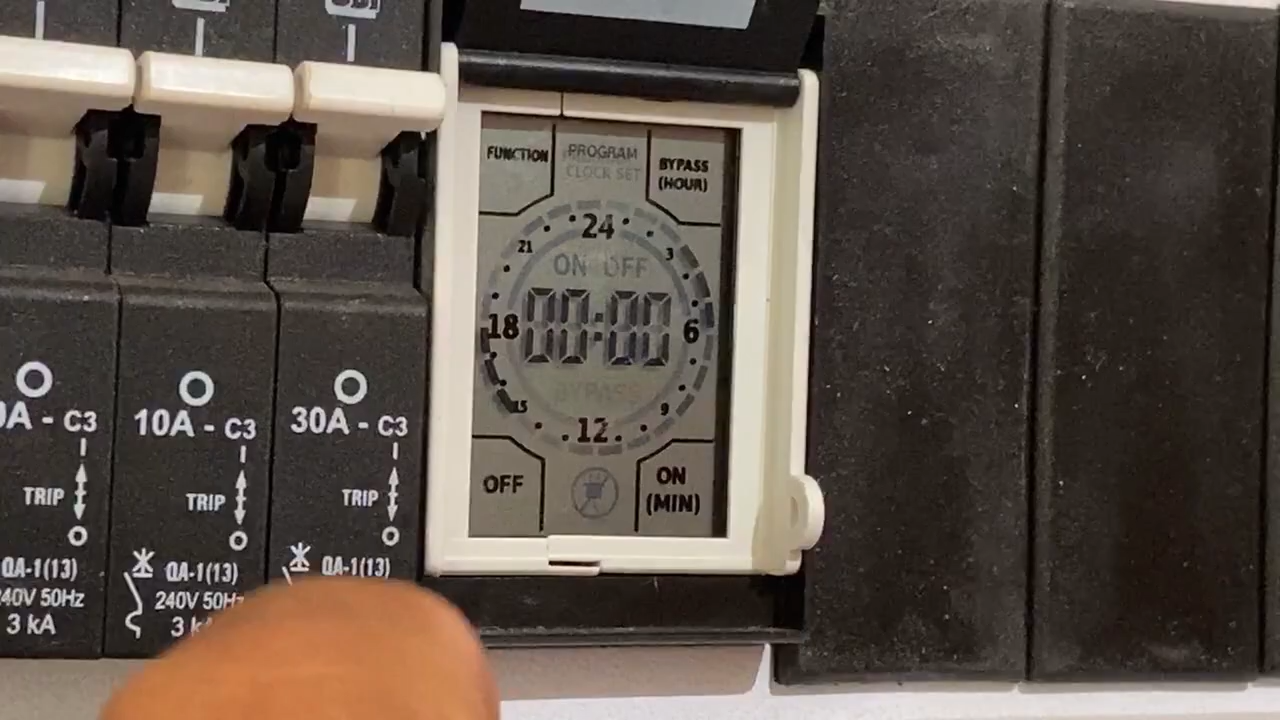 FUNCTION
PROGRAM
CLOCK SET
BYPASS
(HOUR)
24
21
3
ON OFF
18
00:00
6
BYPASS
15
9
12
OFF
ON
(MIN)
0A - C3
TRIP
QA-1(13)
240V 50Hz
3 kA
10A - C3
TRIP
QA-1(13)
240V 50Hz
3 k
30A - C3
TRIP
QA-1(13)